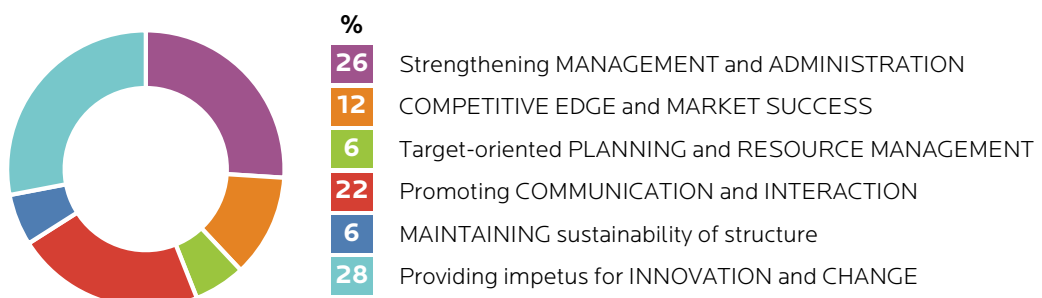 %
26 Strengthening MANAGEMENT and ADMINISTRATION
12 COMPETITIVE EDGE and MARKET SUCCESS
6 Target-oriented PLANNING and RESOURCE MANAGEMENT
22 Promoting COMMUNICATION and INTERACTION
6 MAINTAINING sustainability of structure
28 Providing impetus for INNOVATION and CHANGE